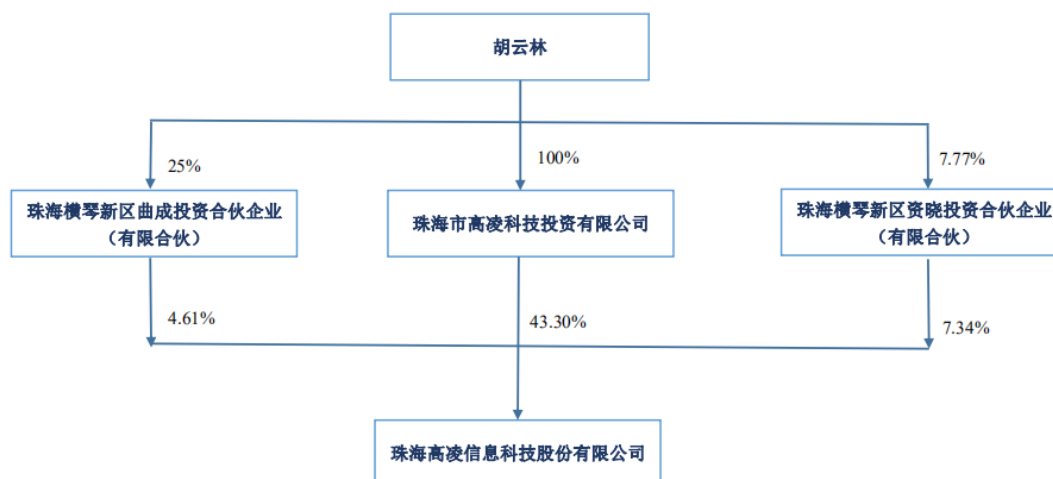 胡云林
25%
100%
7.77%
珠海横琴新区曲成投资合伙企业
（有限合伙）
珠海市高凌科技投资有限公司
珠海横琴新区资晓投资合伙企业
（有限合伙）
4.61%
43.30%
7.34%
珠海高凌信息科技股份有限公司